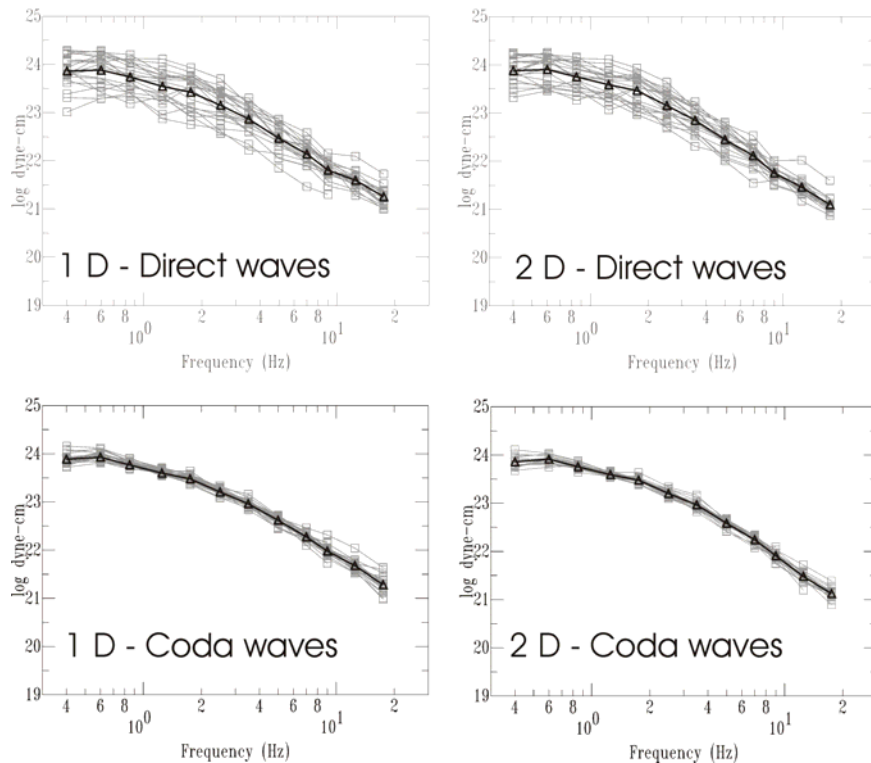 25
24
23
22
21
20
19
log dyne-cm
1 D - Direct waves
4 6 8 10⁰ 2 4 6 8 10¹ 2
Frequency (Hz)
25
24
23
22
21
20
19
log dyne-cm
2 D - Direct waves
4 6 8 10⁰ 2 4 6 8 10¹ 2
Frequency (Hz)
25
24
23
22
21
20
19
log dyne-cm
1 D - Coda waves
4 6 8 10⁰ 2 4 6 8 10¹ 2
Frequency (Hz)
25
24
23
22
21
20
19
log dyne-cm
2 D - Coda waves
4 6 8 10⁰ 2 4 6 8 10¹ 2
Frequency (Hz)